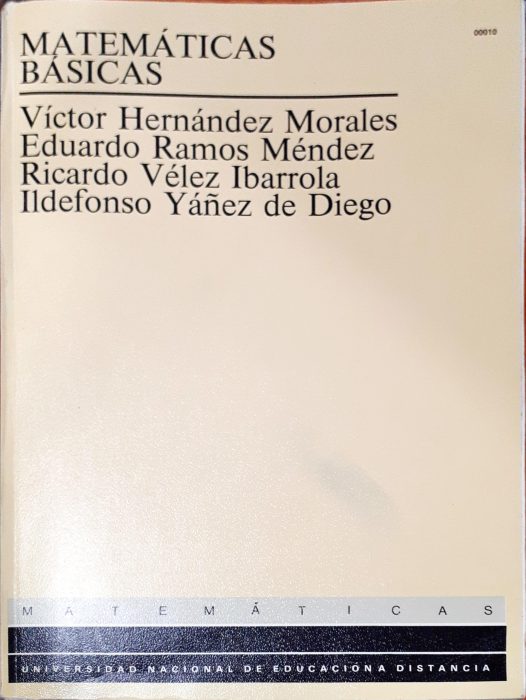 00010
MATEMÁTICAS
BÁSICAS
Víctor Hernández Morales
Eduardo Ramos Méndez
Ricardo Vélez Ibarrola
Ildefonso Yáñez de Diego
MATEMÁTICAS
UNIVERSIDAD NACIONAL DE EDUCACION A DISTANCIA